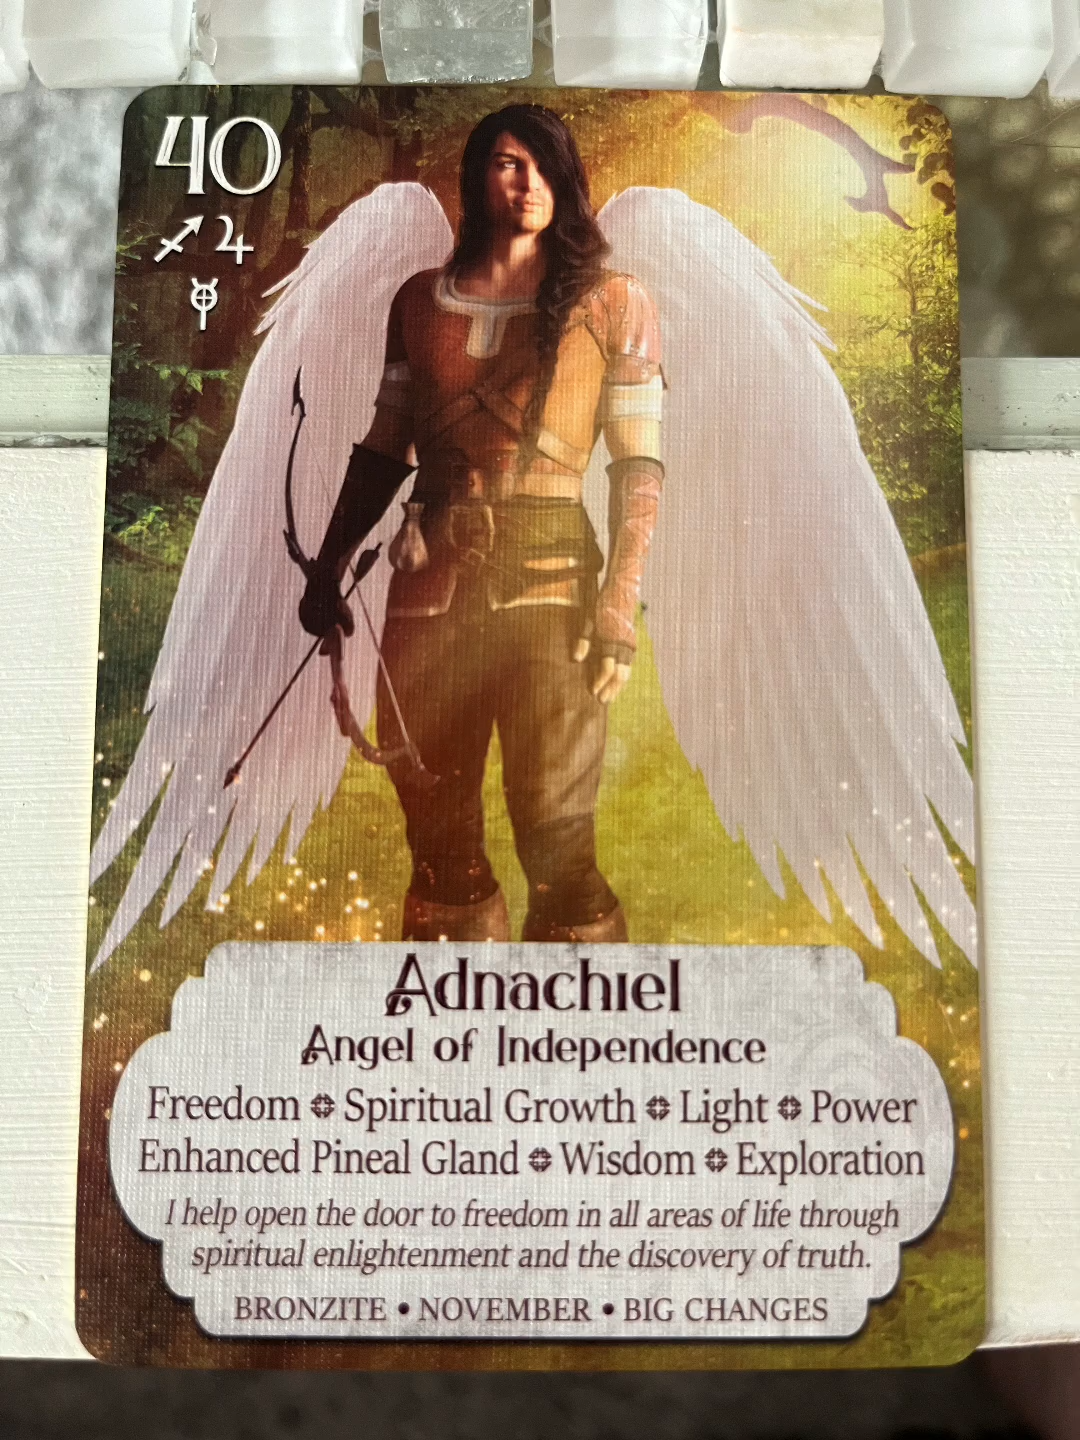 40
♐ ♃
Adnachiel
Angel of Independence
Freedom ❉ Spiritual Growth ❉ Light ❉ Power
Enhanced Pineal Gland ❉ Wisdom ❉ Exploration
I help open the door to freedom in all areas of life through
spiritual enlightenment and the discovery of truth.
BRONZITE • NOVEMBER • BIG CHANGES